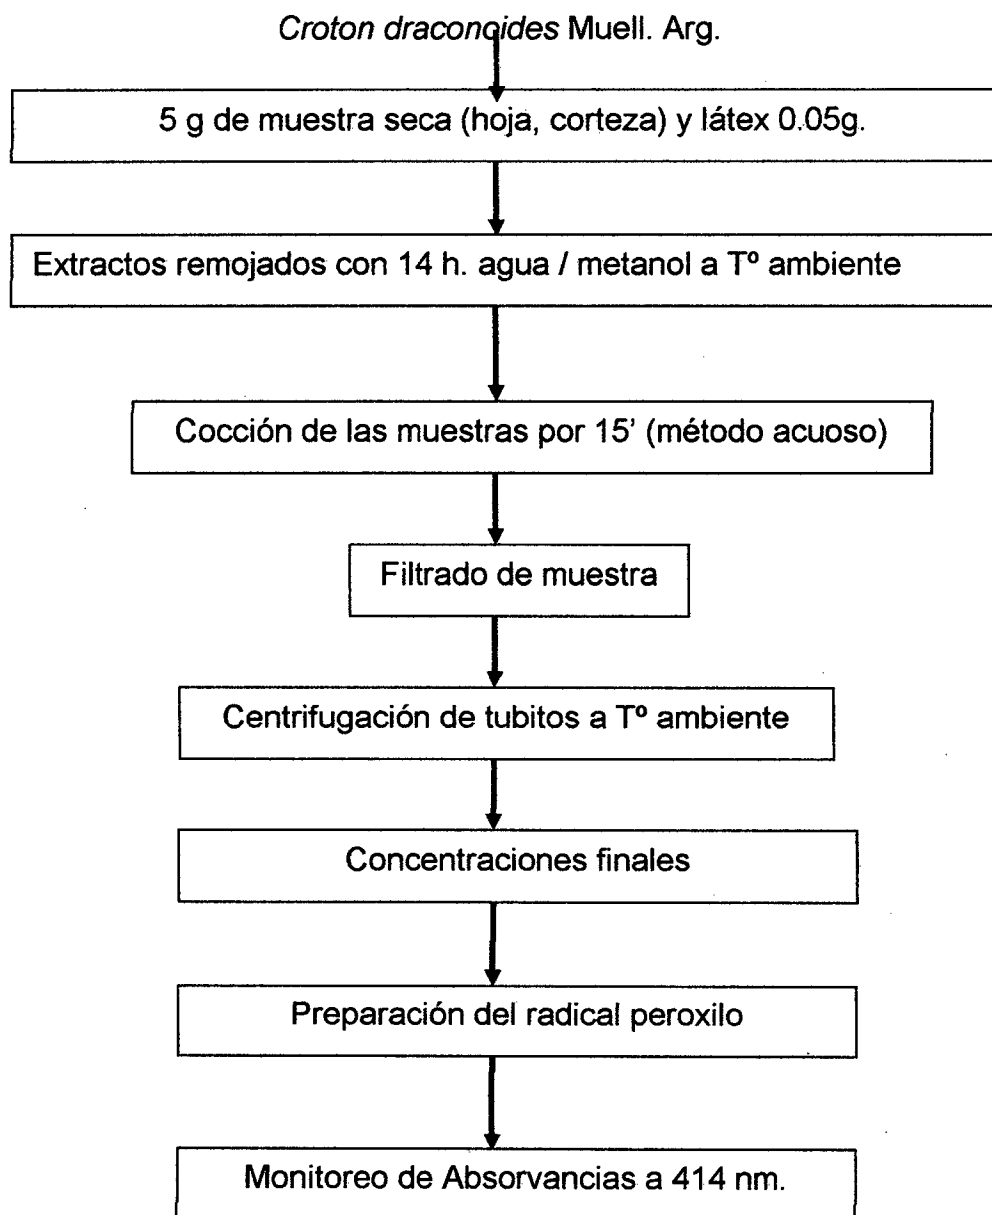 Croton draconoides Muell. Arg.
5 g de muestra seca (hoja, corteza) y látex 0.05g.
Extractos remojados con 14 h. agua / metanol a Tº ambiente
Cocción de las muestras por 15’ (método acuoso)
Filtrado de muestra
Centrifugación de tubitos a Tº ambiente
Concentraciones finales
Preparación del radical peroxilo
Monitoreo de Absorvancias a 414 nm.